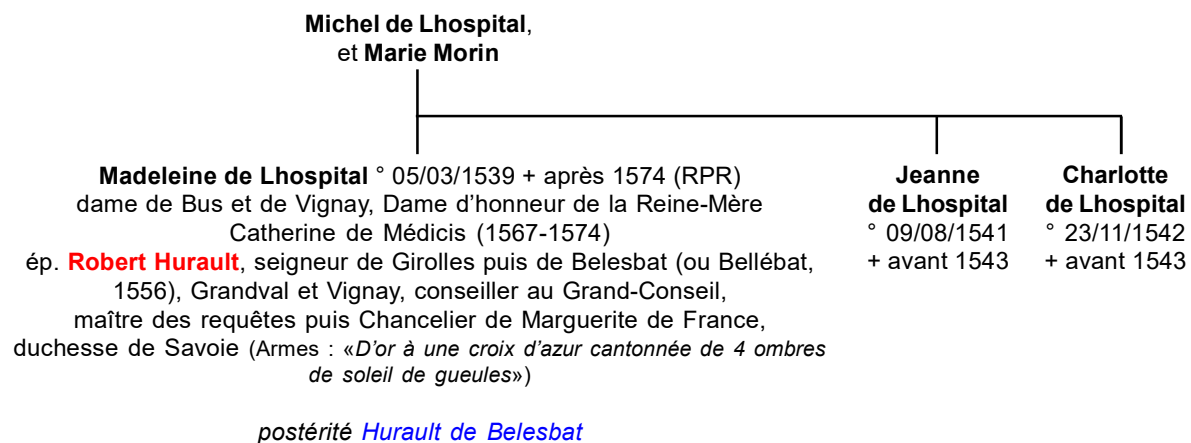 Michel de Lhospital,
et Marie Morin
Madeleine de Lhospital ° 05/03/1539 + après 1574 (RPR)
dame de Bus et de Vignay, Dame d'honneur de la Reine-Mère
Catherine de Médicis (1567-1574)
ép. Robert Hurault, seigneur de Girolles puis de Belesbat (ou Bellébat,
1556), Grandval et Vignay, conseiller au Grand-Conseil,
maître des requêtes puis Chancelier de Marguerite de France,
duchesse de Savoie (Armes : «D'or à une croix d'azur cantonnée de 4 ombres
de soleil de gueules»)
postérité Hurault de Belesbat
Jeanne
de Lhospital
° 09/08/1541
+ avant 1543
Charlotte
de Lhospital
° 23/11/1542
+ avant 1543